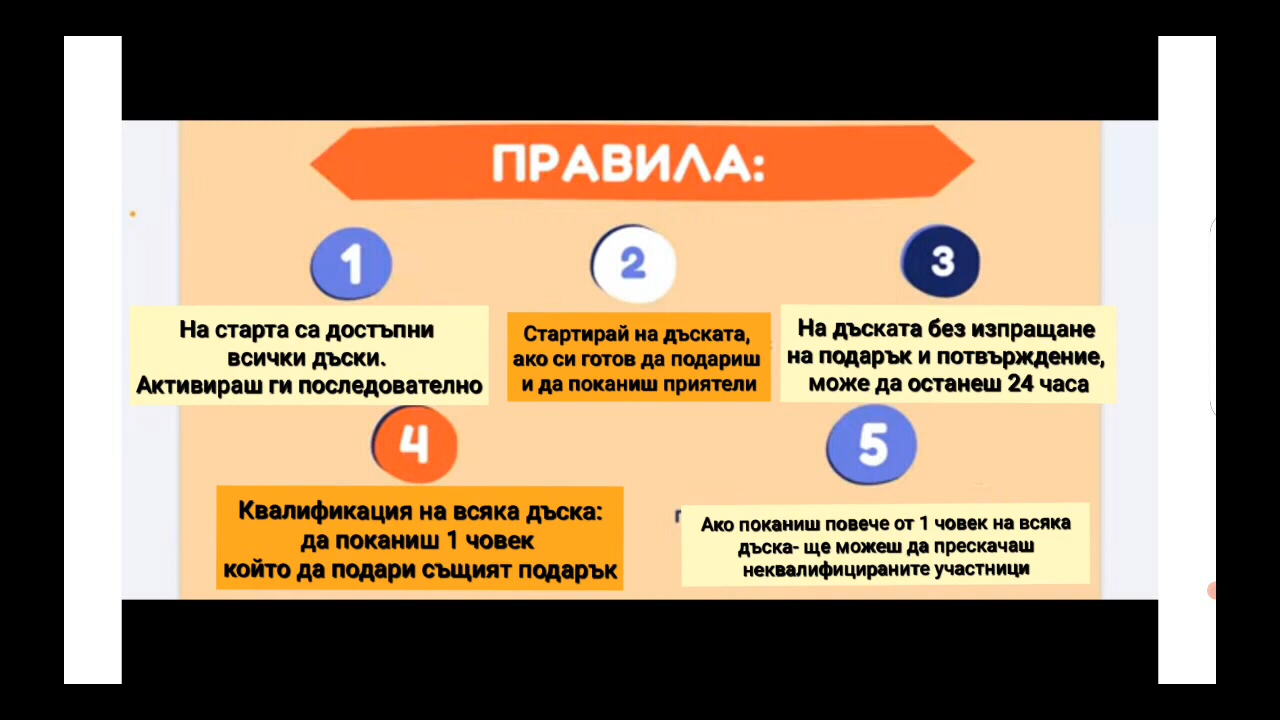 ПРАВИЛА:
1
2
3
На старта са достъпни
всички дъски.
Активираш ги последователно
Стартирай на дъската,
ако си готов да подариш
и да поканиш приятели
На дъската без изпращане
на подарък и потвърждение,
може да останеш 24 часа
4
5
Квалификация на всяка дъска:
да поканиш 1 човек
който да подари същият подарък
Ако поканиш повече от 1 човек на всяка
дъска- ще можеш да прескачаш
неквалифицираните участници